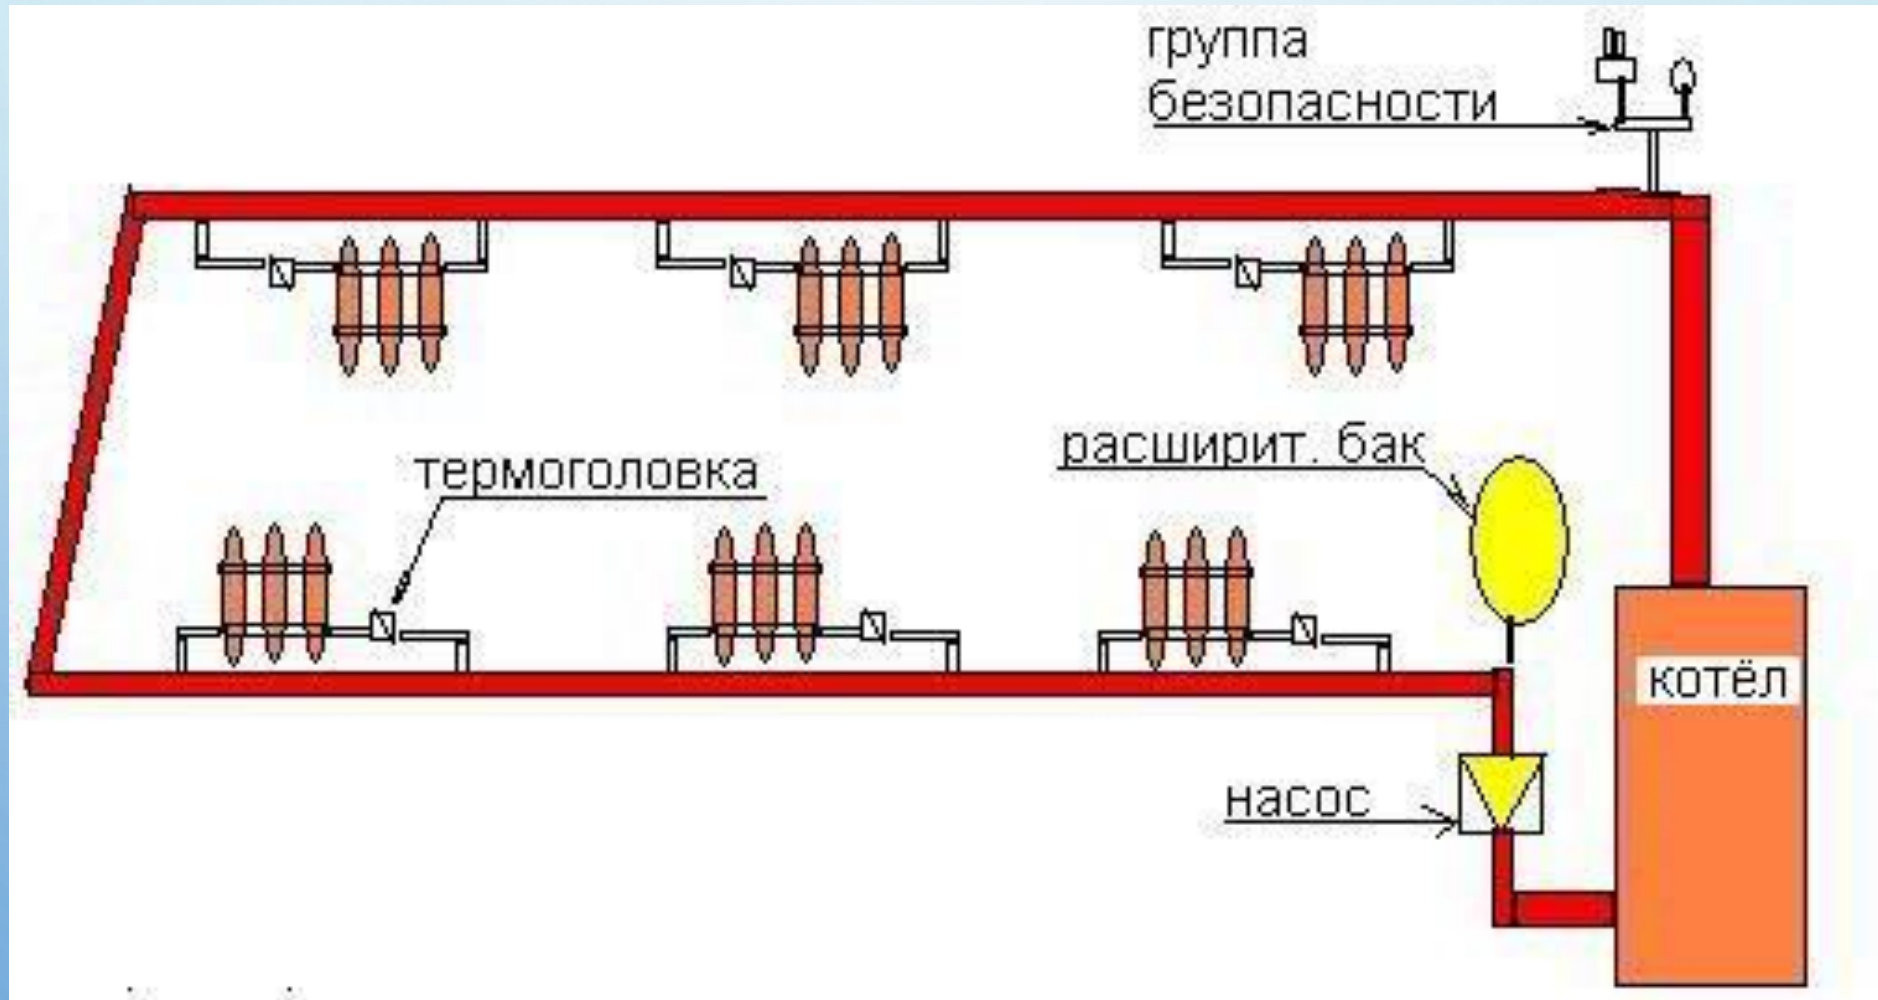 группа
безопасности
термоголовка
расширит. бак
котёл
насос